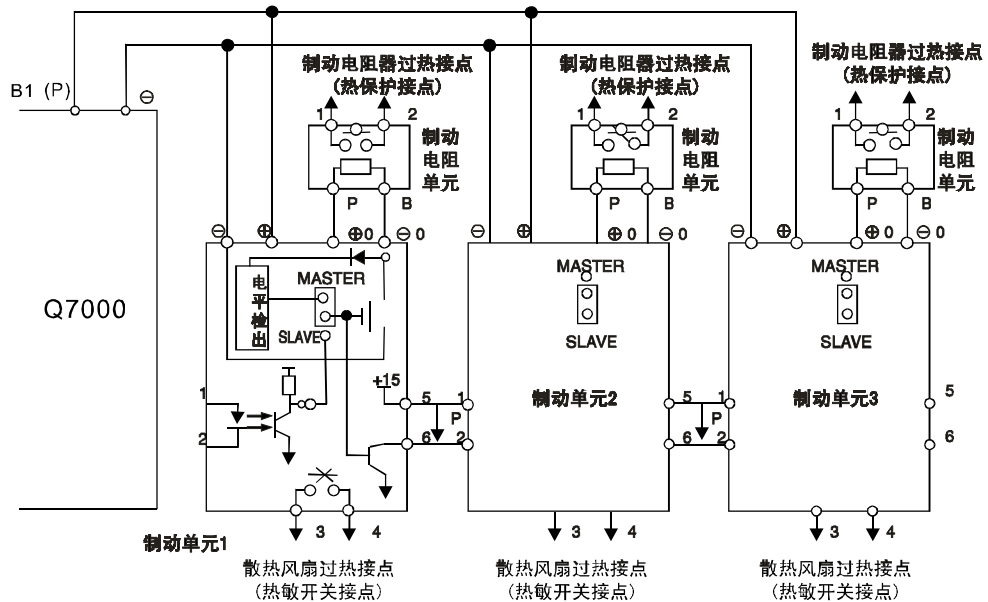 制动电阻器过热接点
(热保护接点)
制动电阻器过热接点
(热保护接点)
制动电阻器过热接点
(热保护接点)
B1 (P)
⊖
1
2
制动
电阻
单元
1
2
制动
电阻
单元
1
2
制动
电阻
单元
P
B
P
B
P
B
⊖
⊕
⊕0
⊖0
⊖
⊕
⊕0
⊖0
⊖
⊕
⊕0
⊖0
Q7000
电平检出
MASTER
SLAVE
MASTER
SLAVE
MASTER
SLAVE
+15
1
2
5
1
P
6
2
制动单元2
5
1
P
6
2
制动单元3
5
6
3
4
3
4
3
4
制动单元1
散热风扇过热接点
(热敏开关接点)
散热风扇过热接点
(热敏开关接点)
散热风扇过热接点
(热敏开关接点)